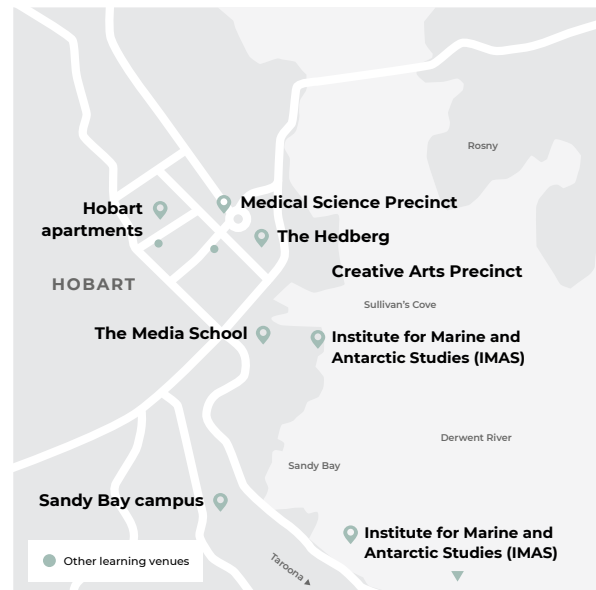 Rosny
Medical Science Precinct
Hobart
apartments
The Hedberg
Creative Arts Precinct
HOBART
Sullivan's Cove
The Media School
Institute for Marine and
Antarctic Studies (IMAS)
Derwent River
Sandy Bay
Sandy Bay campus
Institute for Marine and
Antarctic Studies (IMAS)
Other learning venues
Taroona